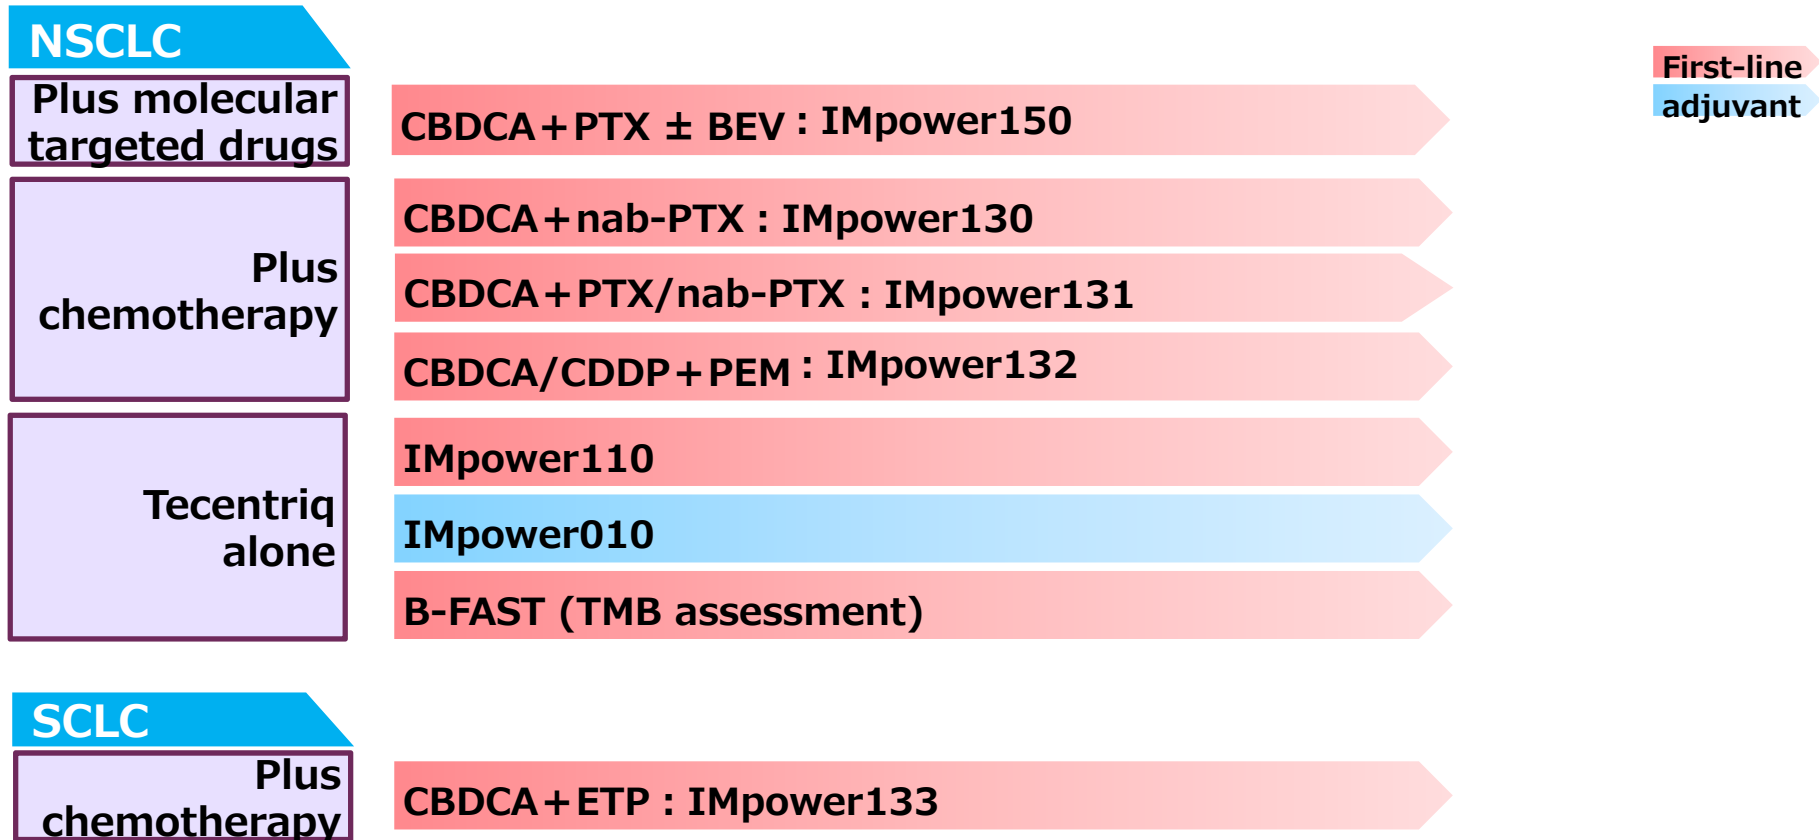 NSCLC
First-line
adjuvant
Plus molecular
targeted drugs
CBDCA+PTX ± BEV : IMpower150
Plus
chemotherapy
CBDCA+nab-PTX : IMpower130
CBDCA+PTX/nab-PTX : IMpower131
CBDCA/CDDP+PEM : IMpower132
Tecentriq
alone
IMpower110
IMpower010
B-FAST (TMB assessment)
SCLC
Plus
chemotherapy
CBDCA+ETP : IMpower133